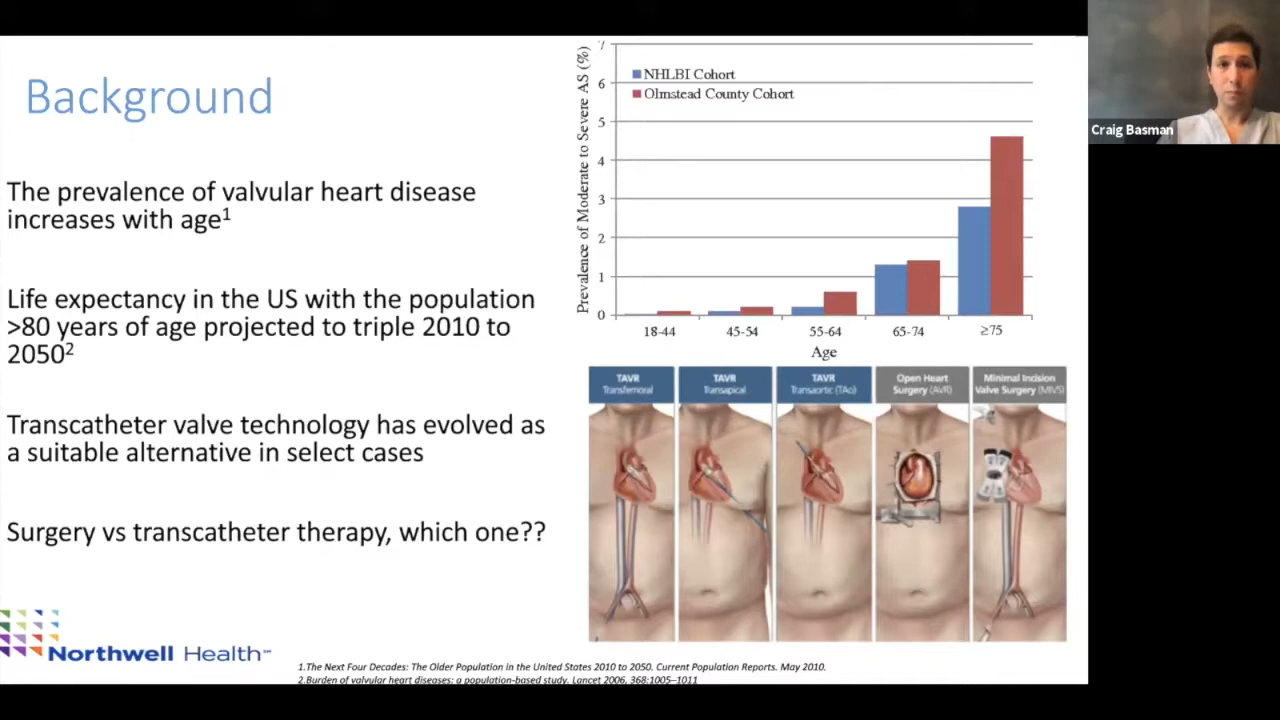 Background
The prevalence of valvular heart disease
increases with age1
Life expectancy in the US with the population
>80 years of age projected to triple 2010 to
20502
Transcatheter valve technology has evolved as
a suitable alternative in select cases
Surgery vs transcatheter therapy, which one??
Northwell Health℠
Prevalence of Moderate to Severe AS (%)
7
6
5
4
3
2
1
0
NHLBI Cohort
Olmstead County Cohort
18-44 45-54 55-64 65-74 ≥75
Age
TAVR
Transfemoral
TAVR
Transapical
TAVR
Transaortic (TAo)
Open Heart
Surgery (AVR)
Minimal Incision
Valve Surgery (MIVS)
1.The Next Four Decades: The Older Population in the United States 2010 to 2050. Current Population Reports. May 2010.
2.Burden of valvular heart diseases: a population-based study. Lancet 2006, 368:1005–1011
Craig Basman